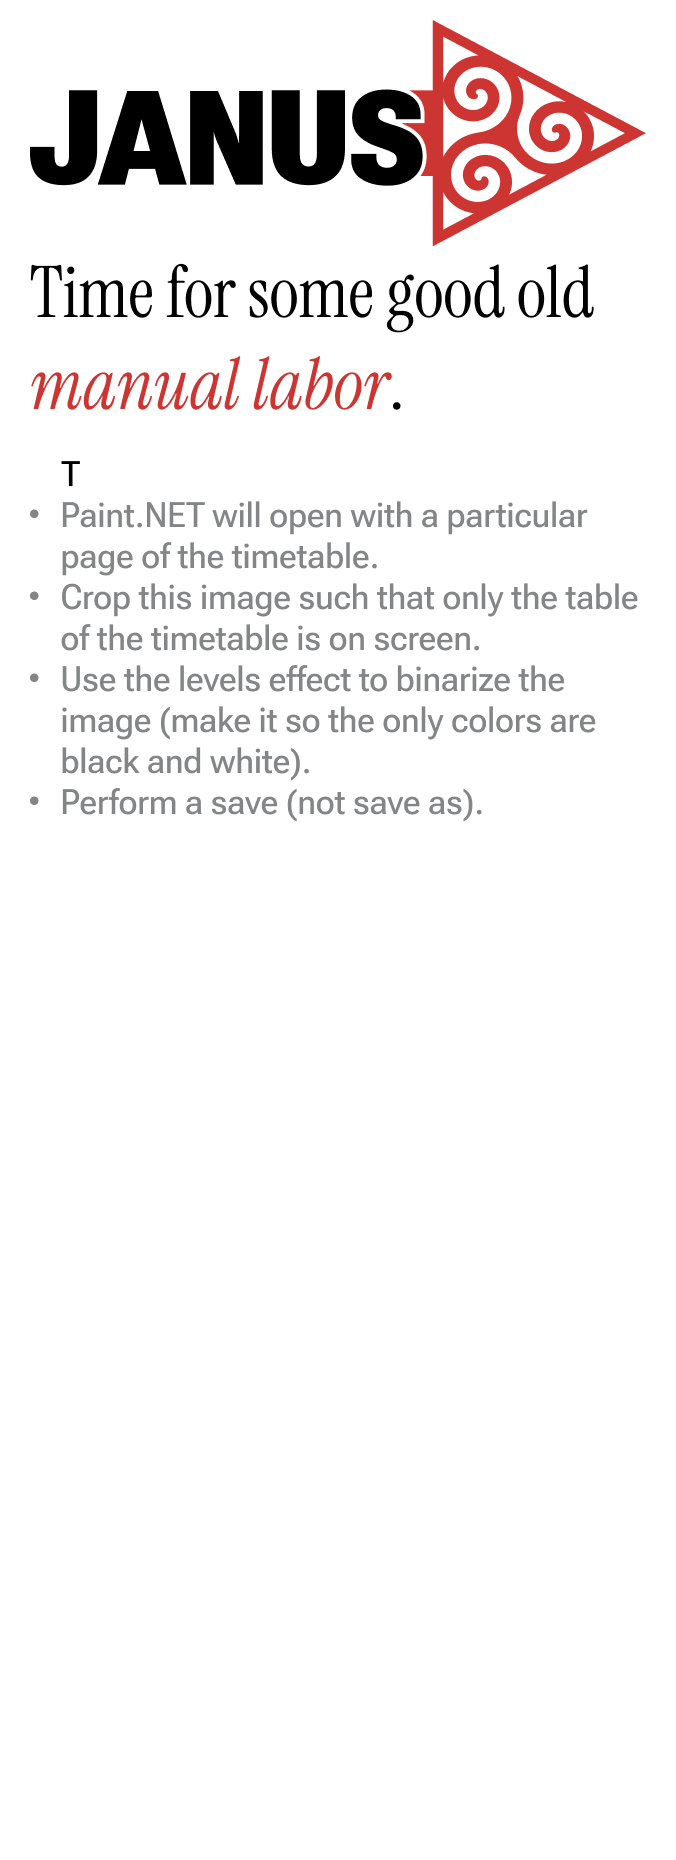 JANUS
Time for some good old
manual labor.
T
• Paint.NET will open with a particular
page of the timetable.
• Crop this image such that only the table
of the timetable is on screen.
• Use the levels effect to binarize the
image (make it so the only colors are
black and white).
• Perform a save (not save as).